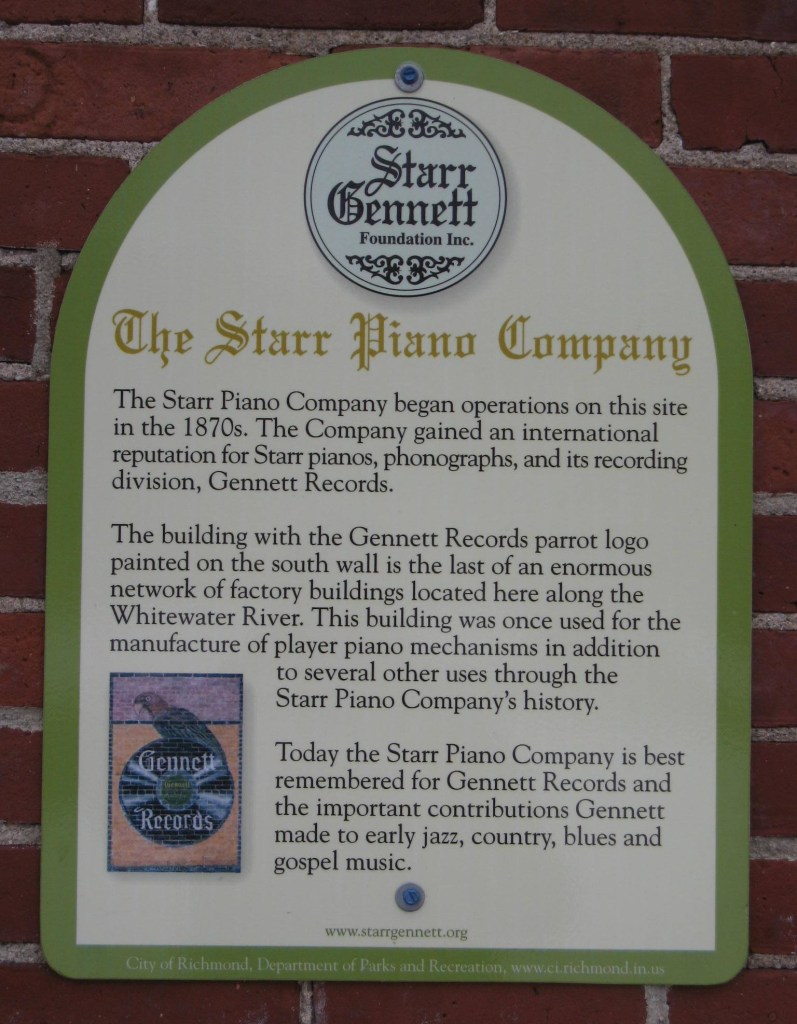 Starr
Gennett
Foundation Inc.
The Starr Piano Company
The Starr Piano Company began operations on this site
in the 1870s. The Company gained an international
reputation for Starr pianos, phonographs, and its recording
division, Gennett Records.
The building with the Gennett Records parrot logo
painted on the south wall is the last of an enormous
network of factory buildings located here along the
Whitewater River. This building was once used for the
manufacture of player piano mechanisms in addition
to several other uses through the
Starr Piano Company's history.
Gennett
Records
Today the Starr Piano Company is best
remembered for Gennett Records and
the important contributions Gennett
made to early jazz, country, blues and
gospel music.
www.starrgennett.org
City of Richmond, Department of Parks and Recreation, www.ci.richmond.in.us